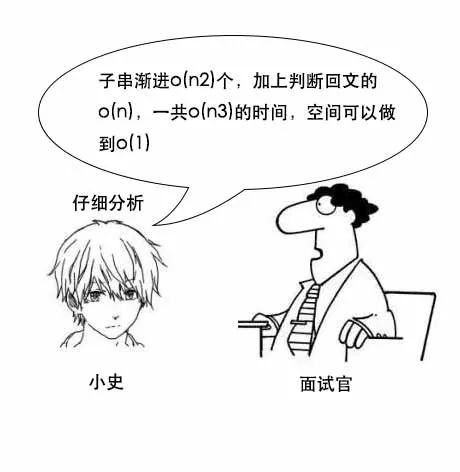 子串渐进o(n2)个，加上判断回文的
o(n)，一共o(n3)的时间，空间可以做
到o(1)
仔细分析
小史
面试官